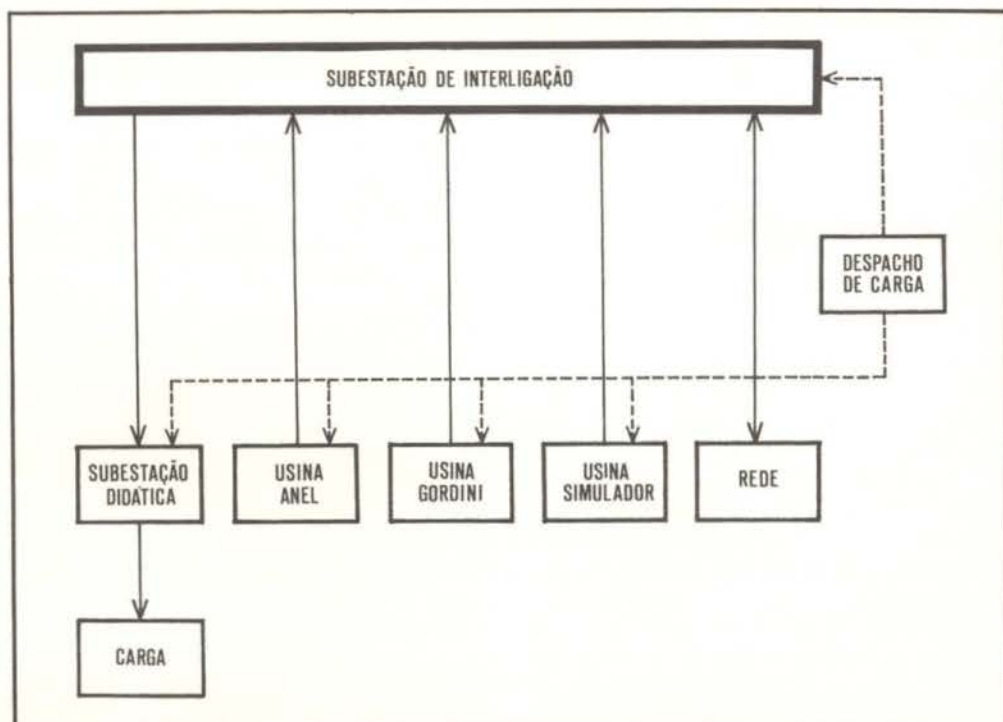 SUBESTAÇÃO DE INTERLIGAÇÃO
DESPACHO
DE CARGA
SUBESTAÇÃO
DIDÁTICA
USINA
ANEL
USINA
GORDINI
USINA
SIMULADOR
REDE
CARGA